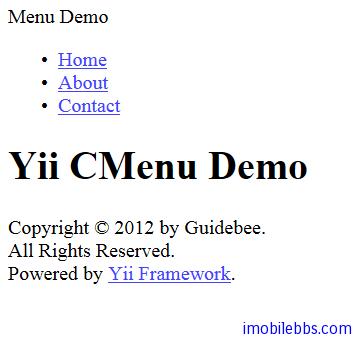 Menu Demo
Home
About
Contact
Yii CMenu Demo
Copyright © 2012 by Guidebee.
All Rights Reserved.
Powered by Yii Framework.
imobilebbs.com